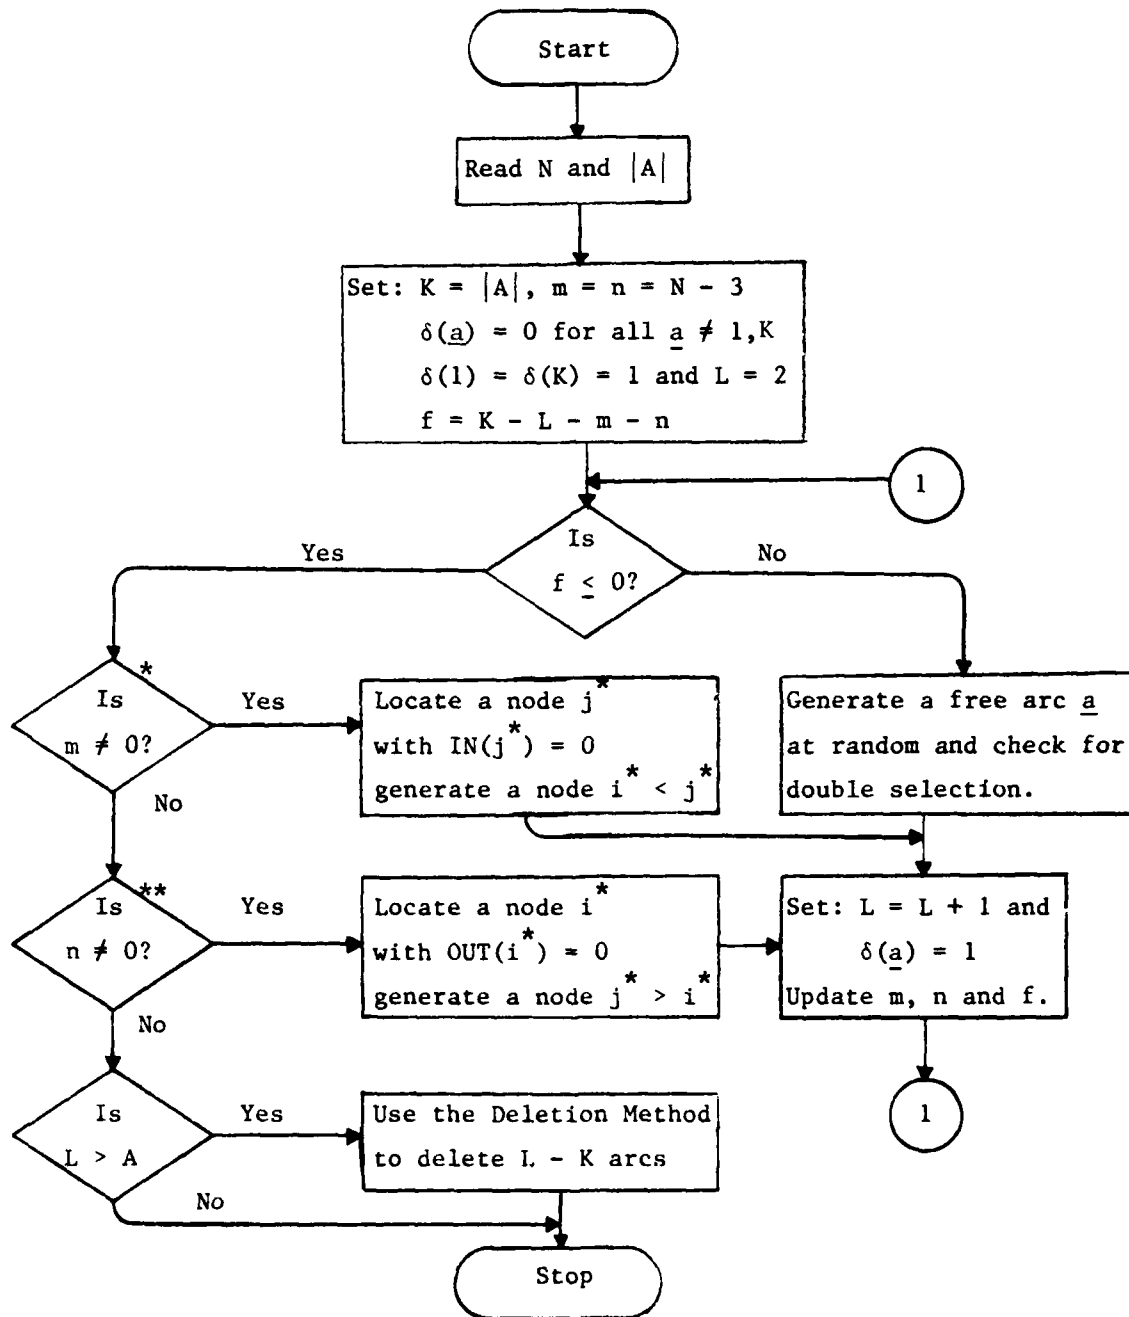 Start
Read N and |A|
Set: K = |A|, m = n = N - 3
δ(a) = 0 for all a ≠ 1,K
δ(1) = δ(K) = 1 and L = 2
f = K - L - m - n
1
Is
f ≤ 0?
Yes
No
Is *
m ≠ 0?
Yes
No
Locate a node j*
with IN(j*) = 0
generate a node i* < j*
Generate a free arc a
at random and check for
double selection.
Is **
n ≠ 0?
Yes
No
Locate a node i*
with OUT(i*) = 0
generate a node j* > i*
Set: L = L + 1 and
δ(a) = 1
Update m, n and f.
1
Is
L > A
Yes
No
Use the Deletion Method
to delete L - K arcs
Stop